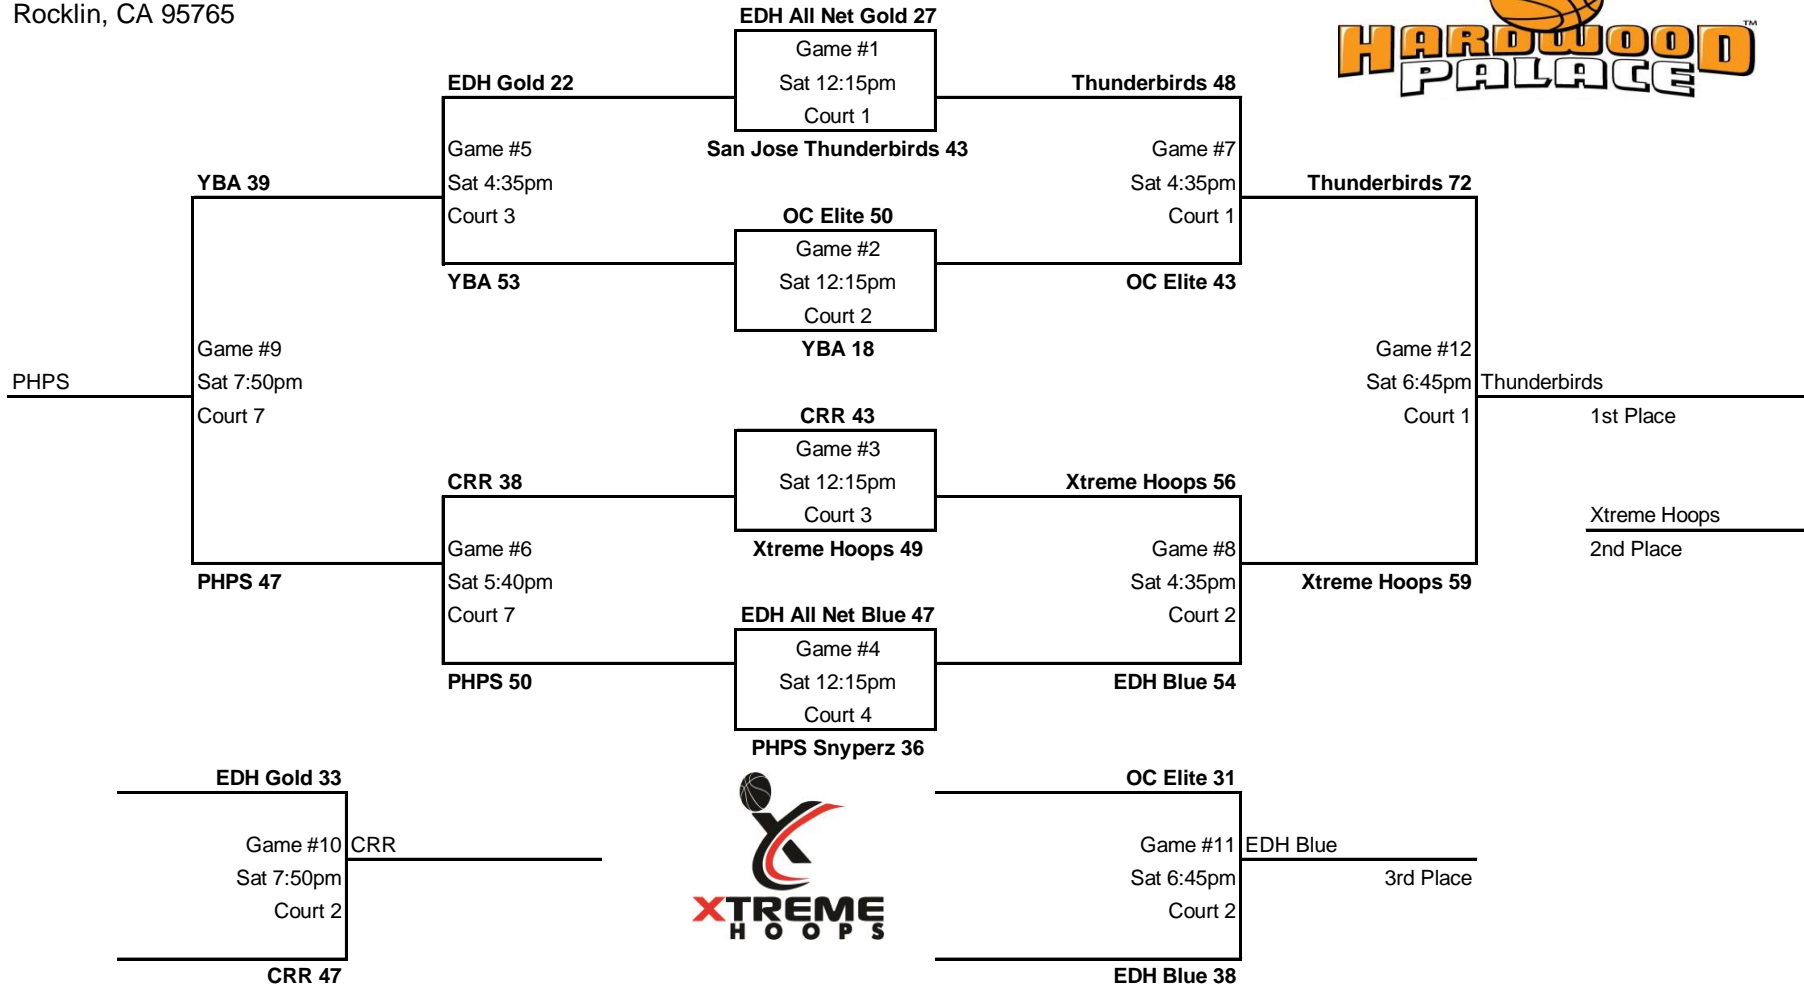 Rocklin, CA 95765
HARDWOOD
PALACE
TM
EDH All Net Gold 27
Game #1
Sat 12:15pm
Court 1
San Jose Thunderbirds 43
EDH Gold 22
Game #5
Sat 4:35pm
Court 3
YBA 53
Thunderbirds 48
Game #7
Sat 4:35pm
Court 1
OC Elite 43
OC Elite 50
Game #2
Sat 12:15pm
Court 2
YBA 18
YBA 39
Game #9
Sat 7:50pm
Court 7
PHPS 47
PHPS
Thunderbirds 72
Game #12
Sat 6:45pm
Court 1
Xtreme Hoops 59
Thunderbirds
1st Place
Xtreme Hoops
2nd Place
CRR 43
Game #3
Sat 12:15pm
Court 3
Xtreme Hoops 49
CRR 38
Game #6
Sat 5:40pm
Court 7
PHPS 50
Xtreme Hoops 56
Game #8
Sat 4:35pm
Court 2
EDH Blue 54
EDH All Net Blue 47
Game #4
Sat 12:15pm
Court 4
PHPS Snyperz 36
EDH Gold 33
Game #10
Sat 7:50pm
Court 2
CRR 47
CRR
XTREME
HOOPS
OC Elite 31
Game #11
Sat 6:45pm
Court 2
EDH Blue 38
EDH Blue
3rd Place